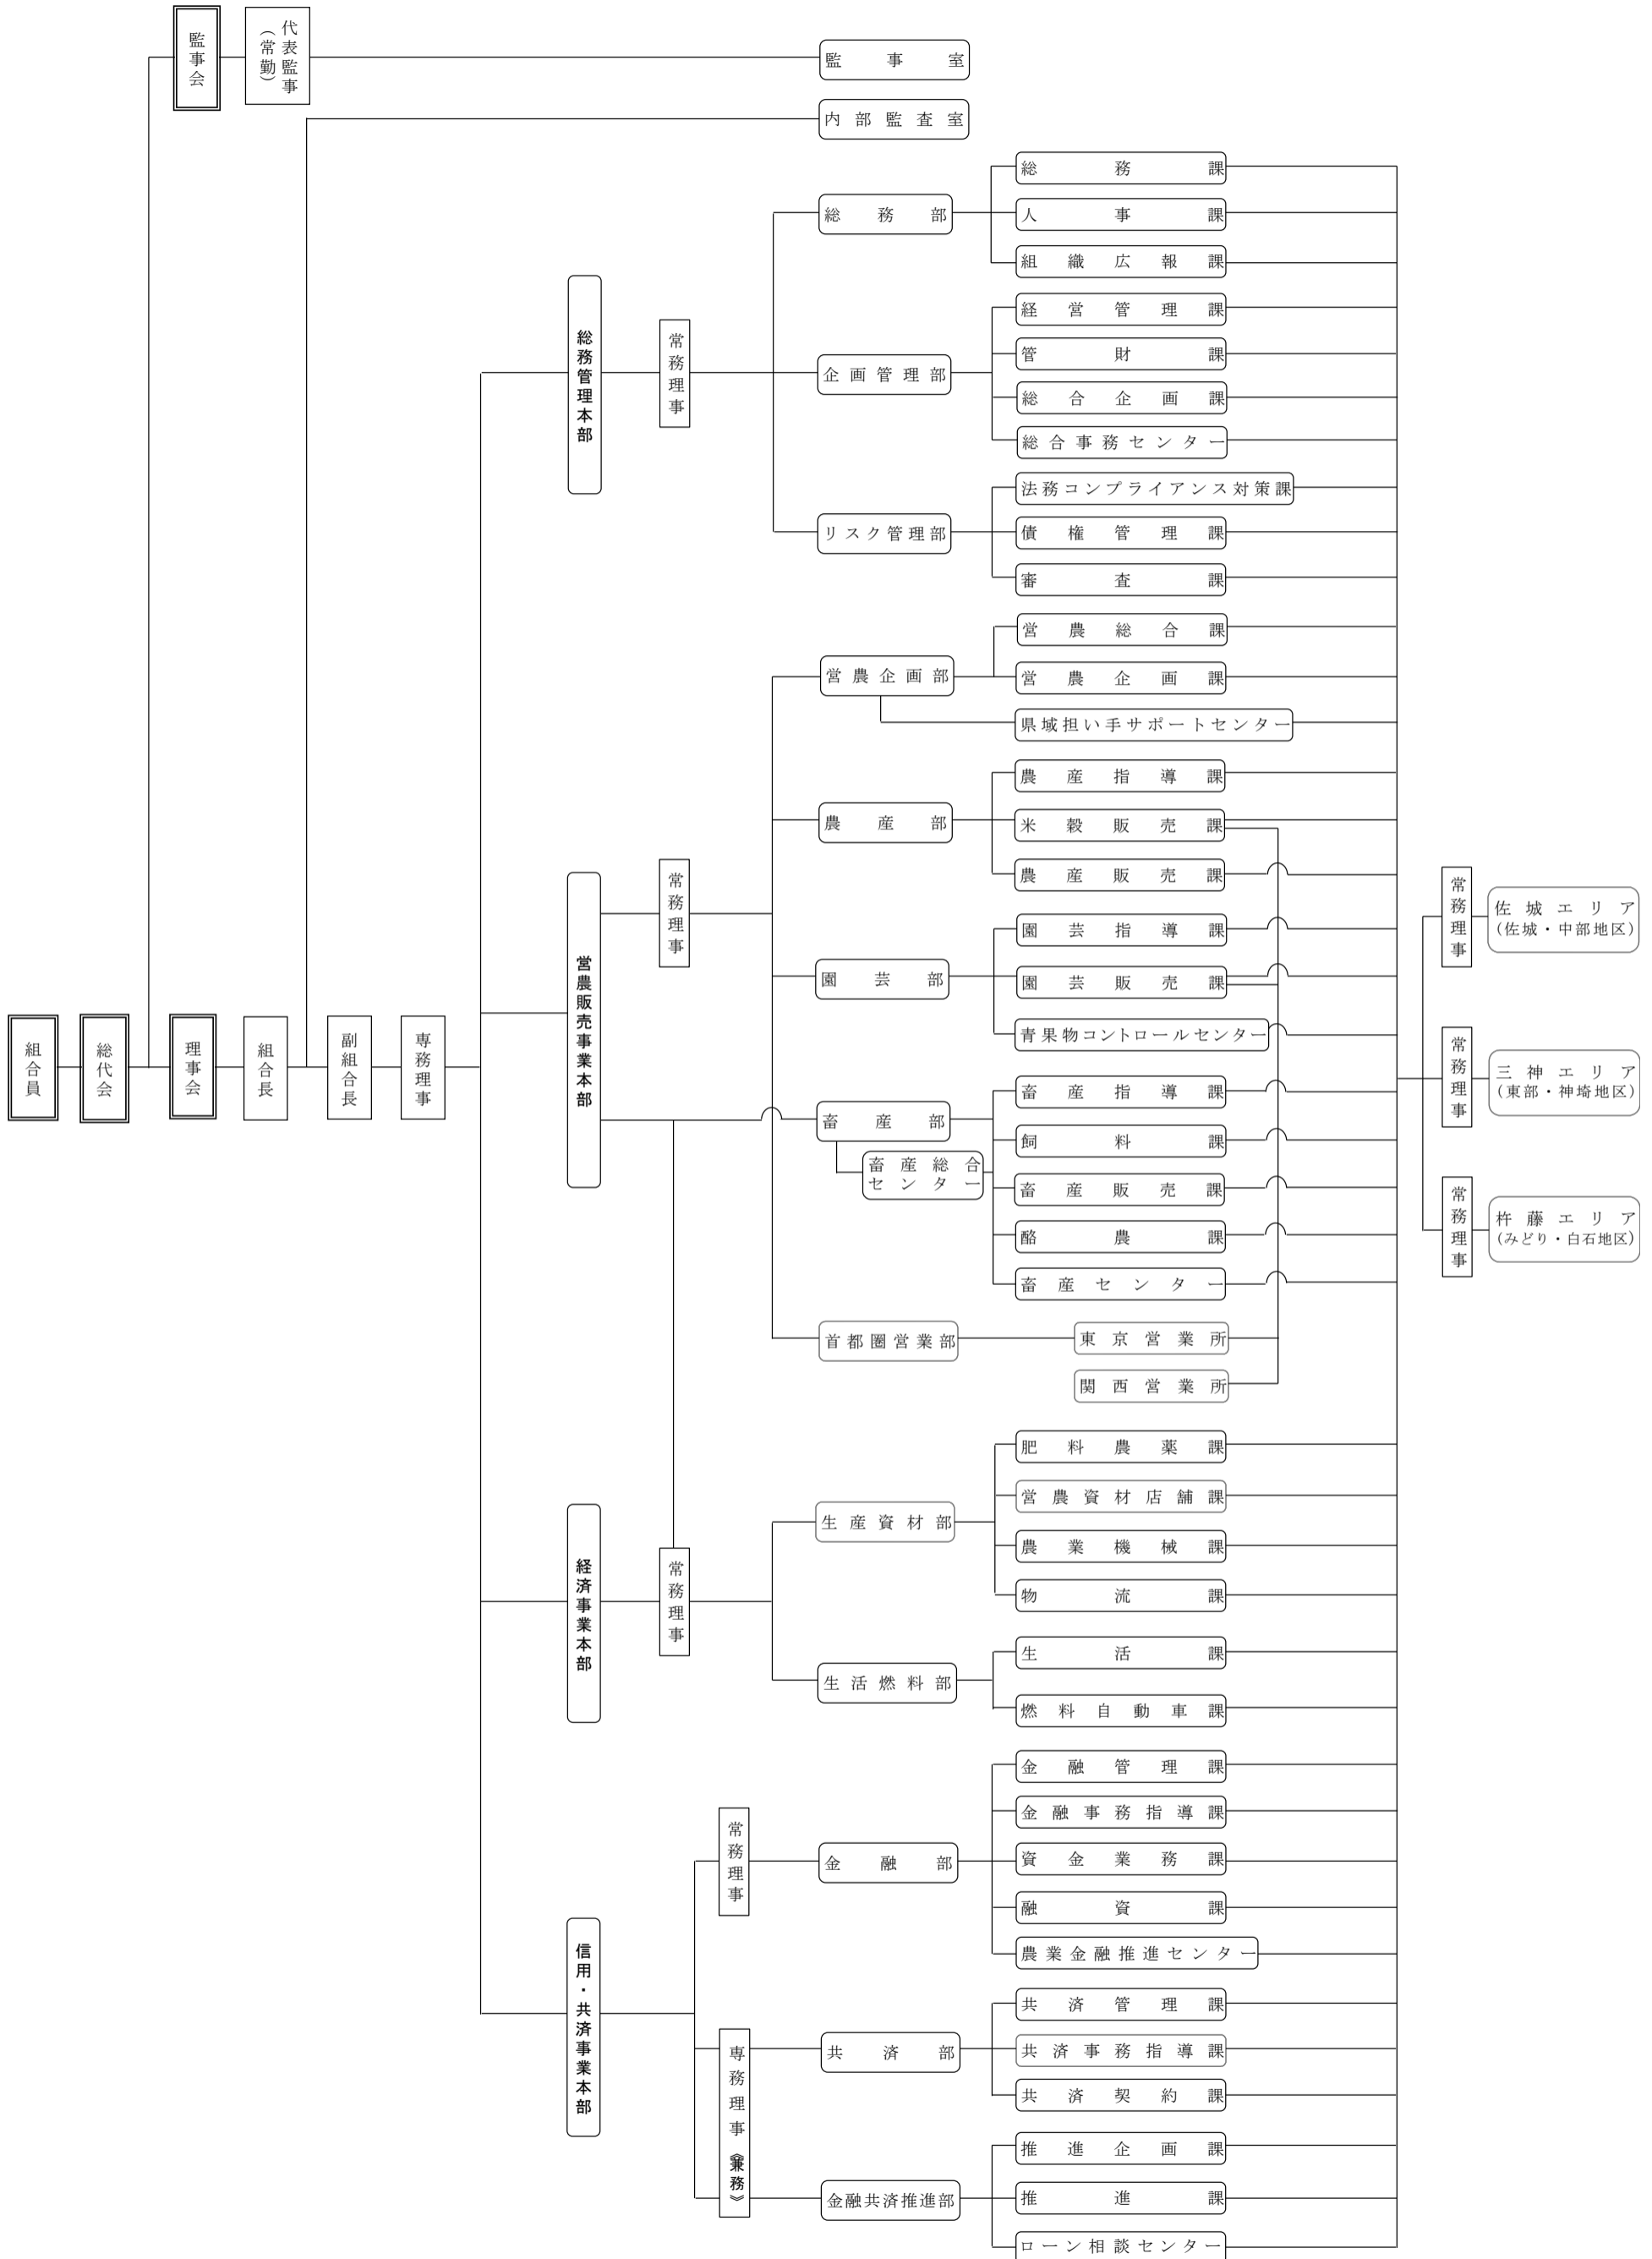 監事会
代表監事
（常勤）
監事室
内部監査室
組合員
総代会
理事会
組合長
副組合長
専務理事
総務管理本部
常務理事
総務部
総務課
人事課
組織広報課
企画管理部
経営管理課
管財課
総合企画課
総合事務センター
リスク管理部
法務コンプライアンス対策課
債権管理課
審査課
営農販売事業本部
常務理事
営農企画部
営農総合課
営農企画課
県域担い手サポートセンター
農産部
農産指導課
米穀販売課
農産販売課
園芸部
園芸指導課
園芸販売課
青果物コントロールセンター
畜産部
畜産総合
センター
畜産指導課
飼料課
畜産販売課
酪農課
畜産センター
首都圏営業部
東京営業所
関西営業所
経済事業本部
常務理事
生産資材部
肥料農薬課
営農資材店舗課
農業機械課
物流課
生活燃料部
生活課
燃料自動車課
信用・共済事業本部
常務理事
金融部
金融管理課
金融事務指導課
資金業務課
融資課
農業金融推進センター
専務理事《兼務》
共済部
共済管理課
共済事務指導課
共済契約課
金融共済推進部
推進企画課
推進課
ローン相談センター
常務理事
佐城エリア
（佐城・中部地区）
常務理事
三神エリア
（東部・神埼地区）
常務理事
杵藤エリア
（みどり・白石地区）